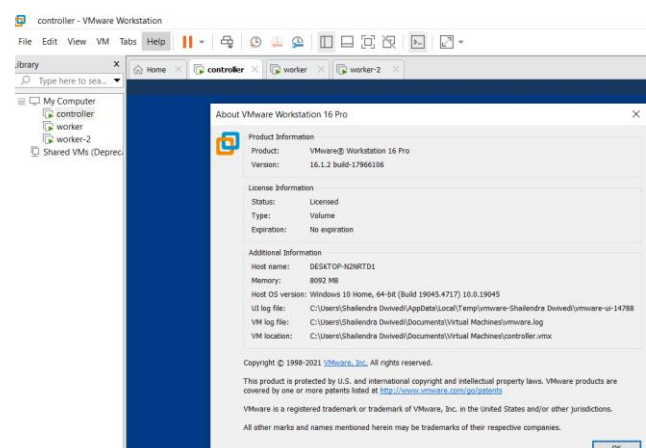 controller - VMware Workstation
File Edit View VM Tabs Help
Library X
Type here to sea...
Home
controller
worker
worker-2
My Computer
controller
worker
worker-2
Shared VMs (Deprec
About VMware Workstation 16 Pro
Product Information
Product: VMware® Workstation 16 Pro
Version: 16.1.2 build-17966106
License Information
Status: Licensed
Type: Volume
Expiration: No expiration
Additional Information
Host name: DESKTOP-N2NRTD1
Memory: 8092 MB
Host OS version: Windows 10 Home, 64-bit (Build 19045.4717) 10.0.19045
UI log file: C:\Users\Shailendra Dwivedi\AppData\Local\Temp\vmware-Shailendra Dwivedi\vmware-ui-14788
VM log file: C:\Users\Shailendra Dwivedi\Documents\Virtual Machines\vmware.log
VM location: C:\Users\Shailendra Dwivedi\Documents\Virtual Machines\controller.vmx
Copyright © 1998-2021 VMware, Inc. All rights reserved.
This product is protected by U.S. and international copyright and intellectual property laws. VMware products are
covered by one or more patents listed at http://www.vmware.com/go/patents
VMware is a registered trademark or trademark of VMware, Inc. in the United States and/or other jurisdictions.
All other marks and names mentioned herein may be trademarks of their respective companies.
OK